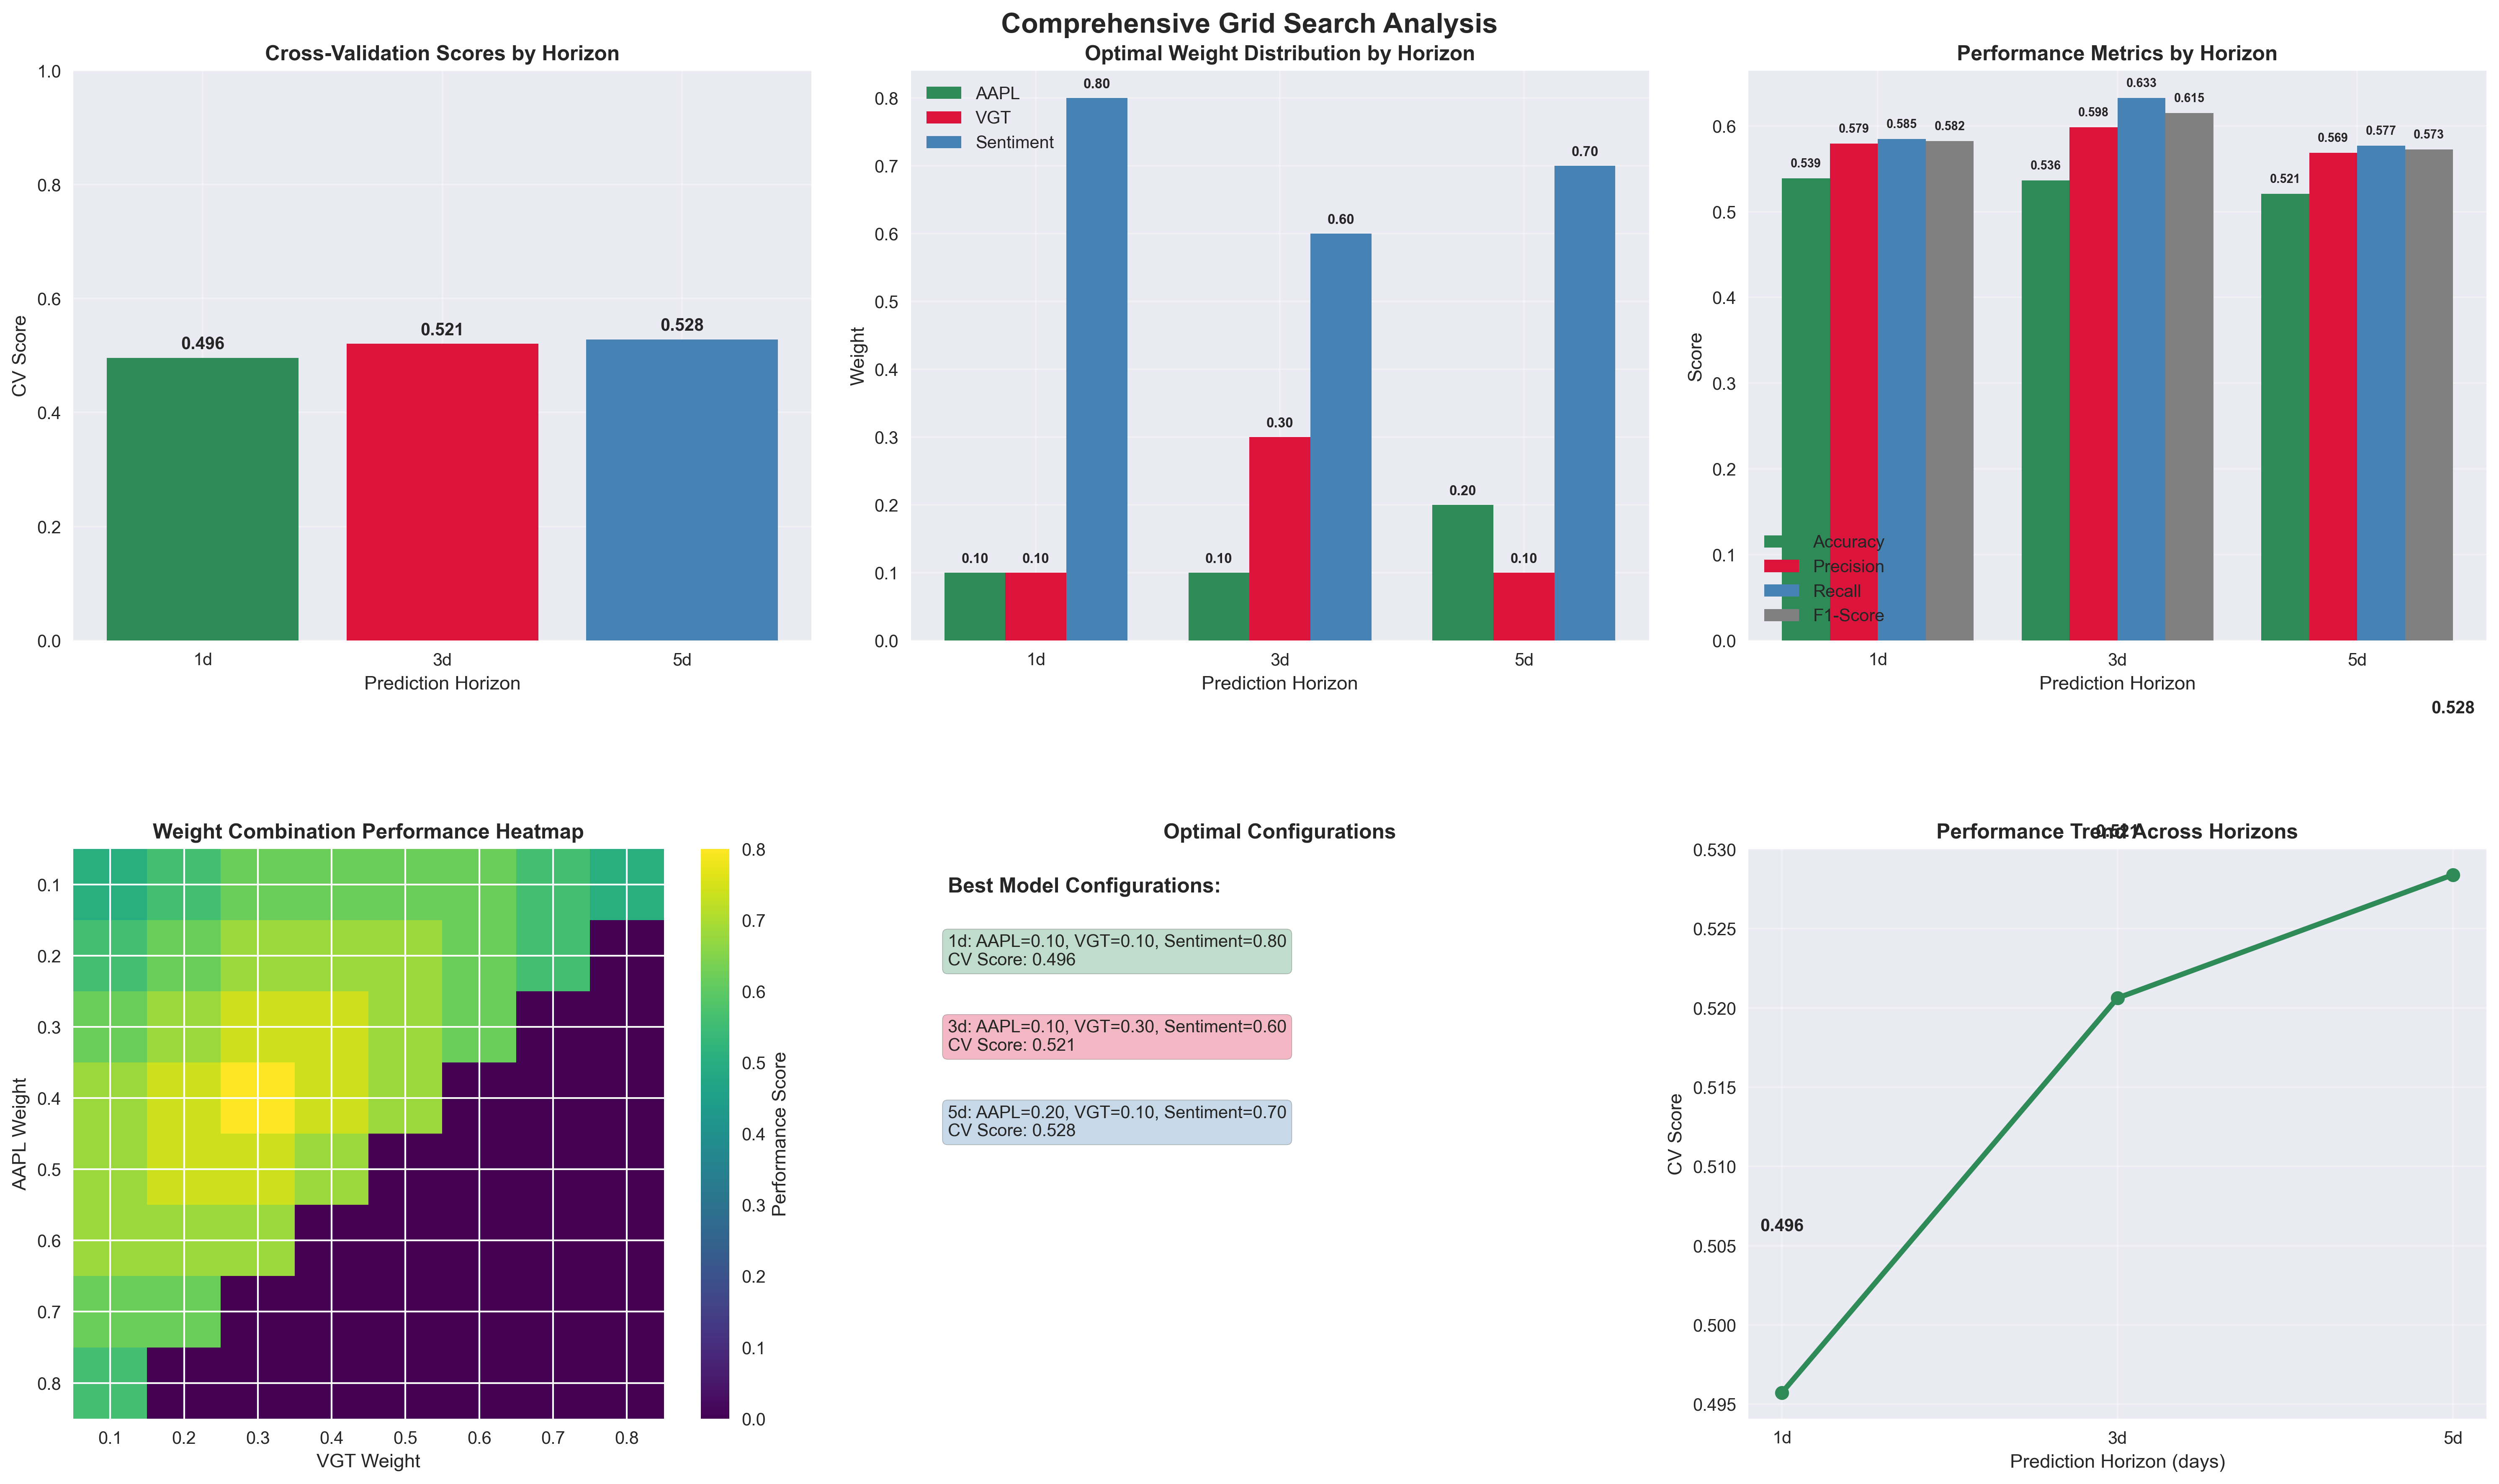 Comprehensive Grid Search Analysis
Cross-Validation Scores by Horizon
1.0
0.8
0.6
0.4
0.2
0.0
CV Score
0.496
0.521
0.528
1d
3d
5d
Prediction Horizon
Optimal Weight Distribution by Horizon
AAPL
VGT
Sentiment
0.8
0.7
0.6
0.5
0.4
0.3
0.2
0.1
0.0
Weight
0.10
0.10
0.80
0.10
0.30
0.60
0.20
0.10
0.70
1d
3d
5d
Prediction Horizon
Performance Metrics by Horizon
0.6
0.5
0.4
0.3
0.2
0.1
0.0
Score
0.539
0.579
0.585
0.582
0.536
0.598
0.633
0.615
0.521
0.569
0.577
0.573
Accuracy
Precision
Recall
F1-Score
1d
3d
5d
Prediction Horizon
Weight Combination Performance Heatmap
0.1
0.2
0.3
0.4
0.5
0.6
0.7
0.8
AAPL Weight
0.1
0.2
0.3
0.4
0.5
0.6
0.7
0.8
VGT Weight
0.8
0.7
0.6
0.5
0.4
0.3
0.2
0.1
0.0
Performance Score
Optimal Configurations
Best Model Configurations:
1d: AAPL=0.10, VGT=0.10, Sentiment=0.80
CV Score: 0.496
3d: AAPL=0.10, VGT=0.30, Sentiment=0.60
CV Score: 0.521
5d: AAPL=0.20, VGT=0.10, Sentiment=0.70
CV Score: 0.528
Performance Trend Across Horizons
0.530
0.525
0.520
0.515
0.510
0.505
0.500
0.495
CV Score
0.496
0.521
0.528
1d
3d
5d
Prediction Horizon (days)